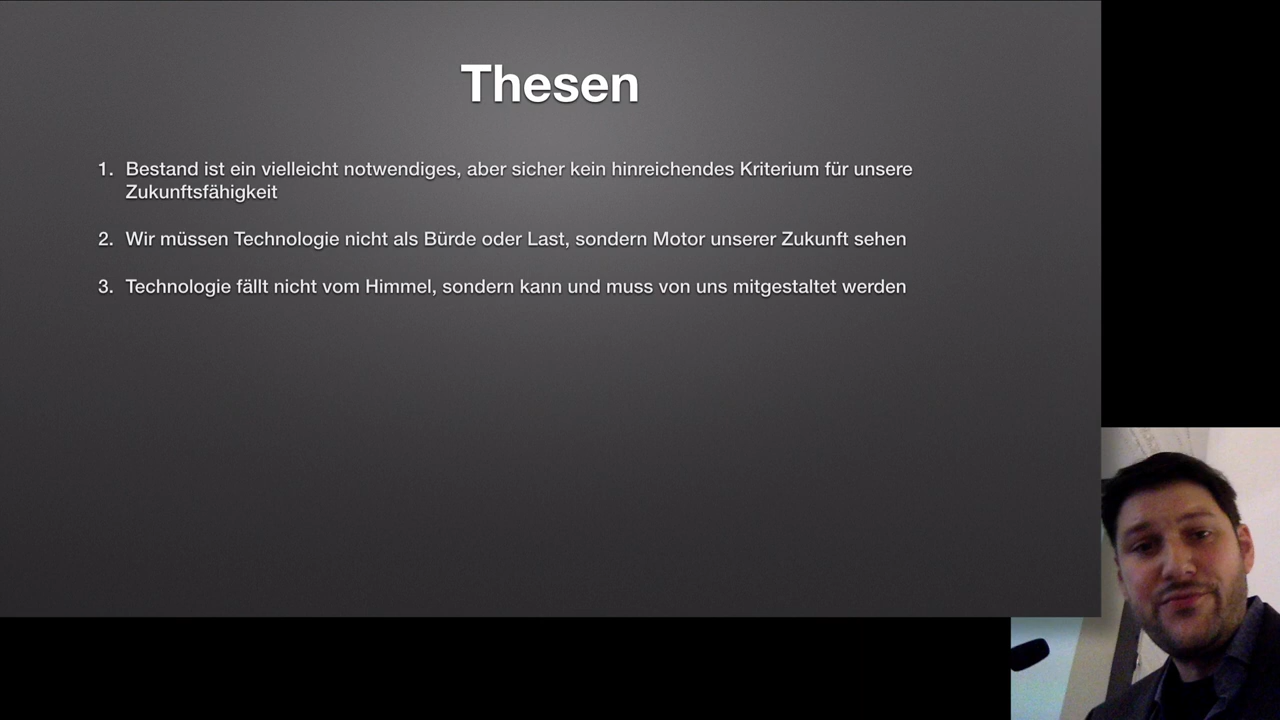 Thesen
1. Bestand ist ein vielleicht notwendiges, aber sicher kein hinreichendes Kriterium für unsere
Zukunftsfähigkeit
2. Wir müssen Technologie nicht als Bürde oder Last, sondern Motor unserer Zukunft sehen
3. Technologie fällt nicht vom Himmel, sondern kann und muss von uns mitgestaltet werden